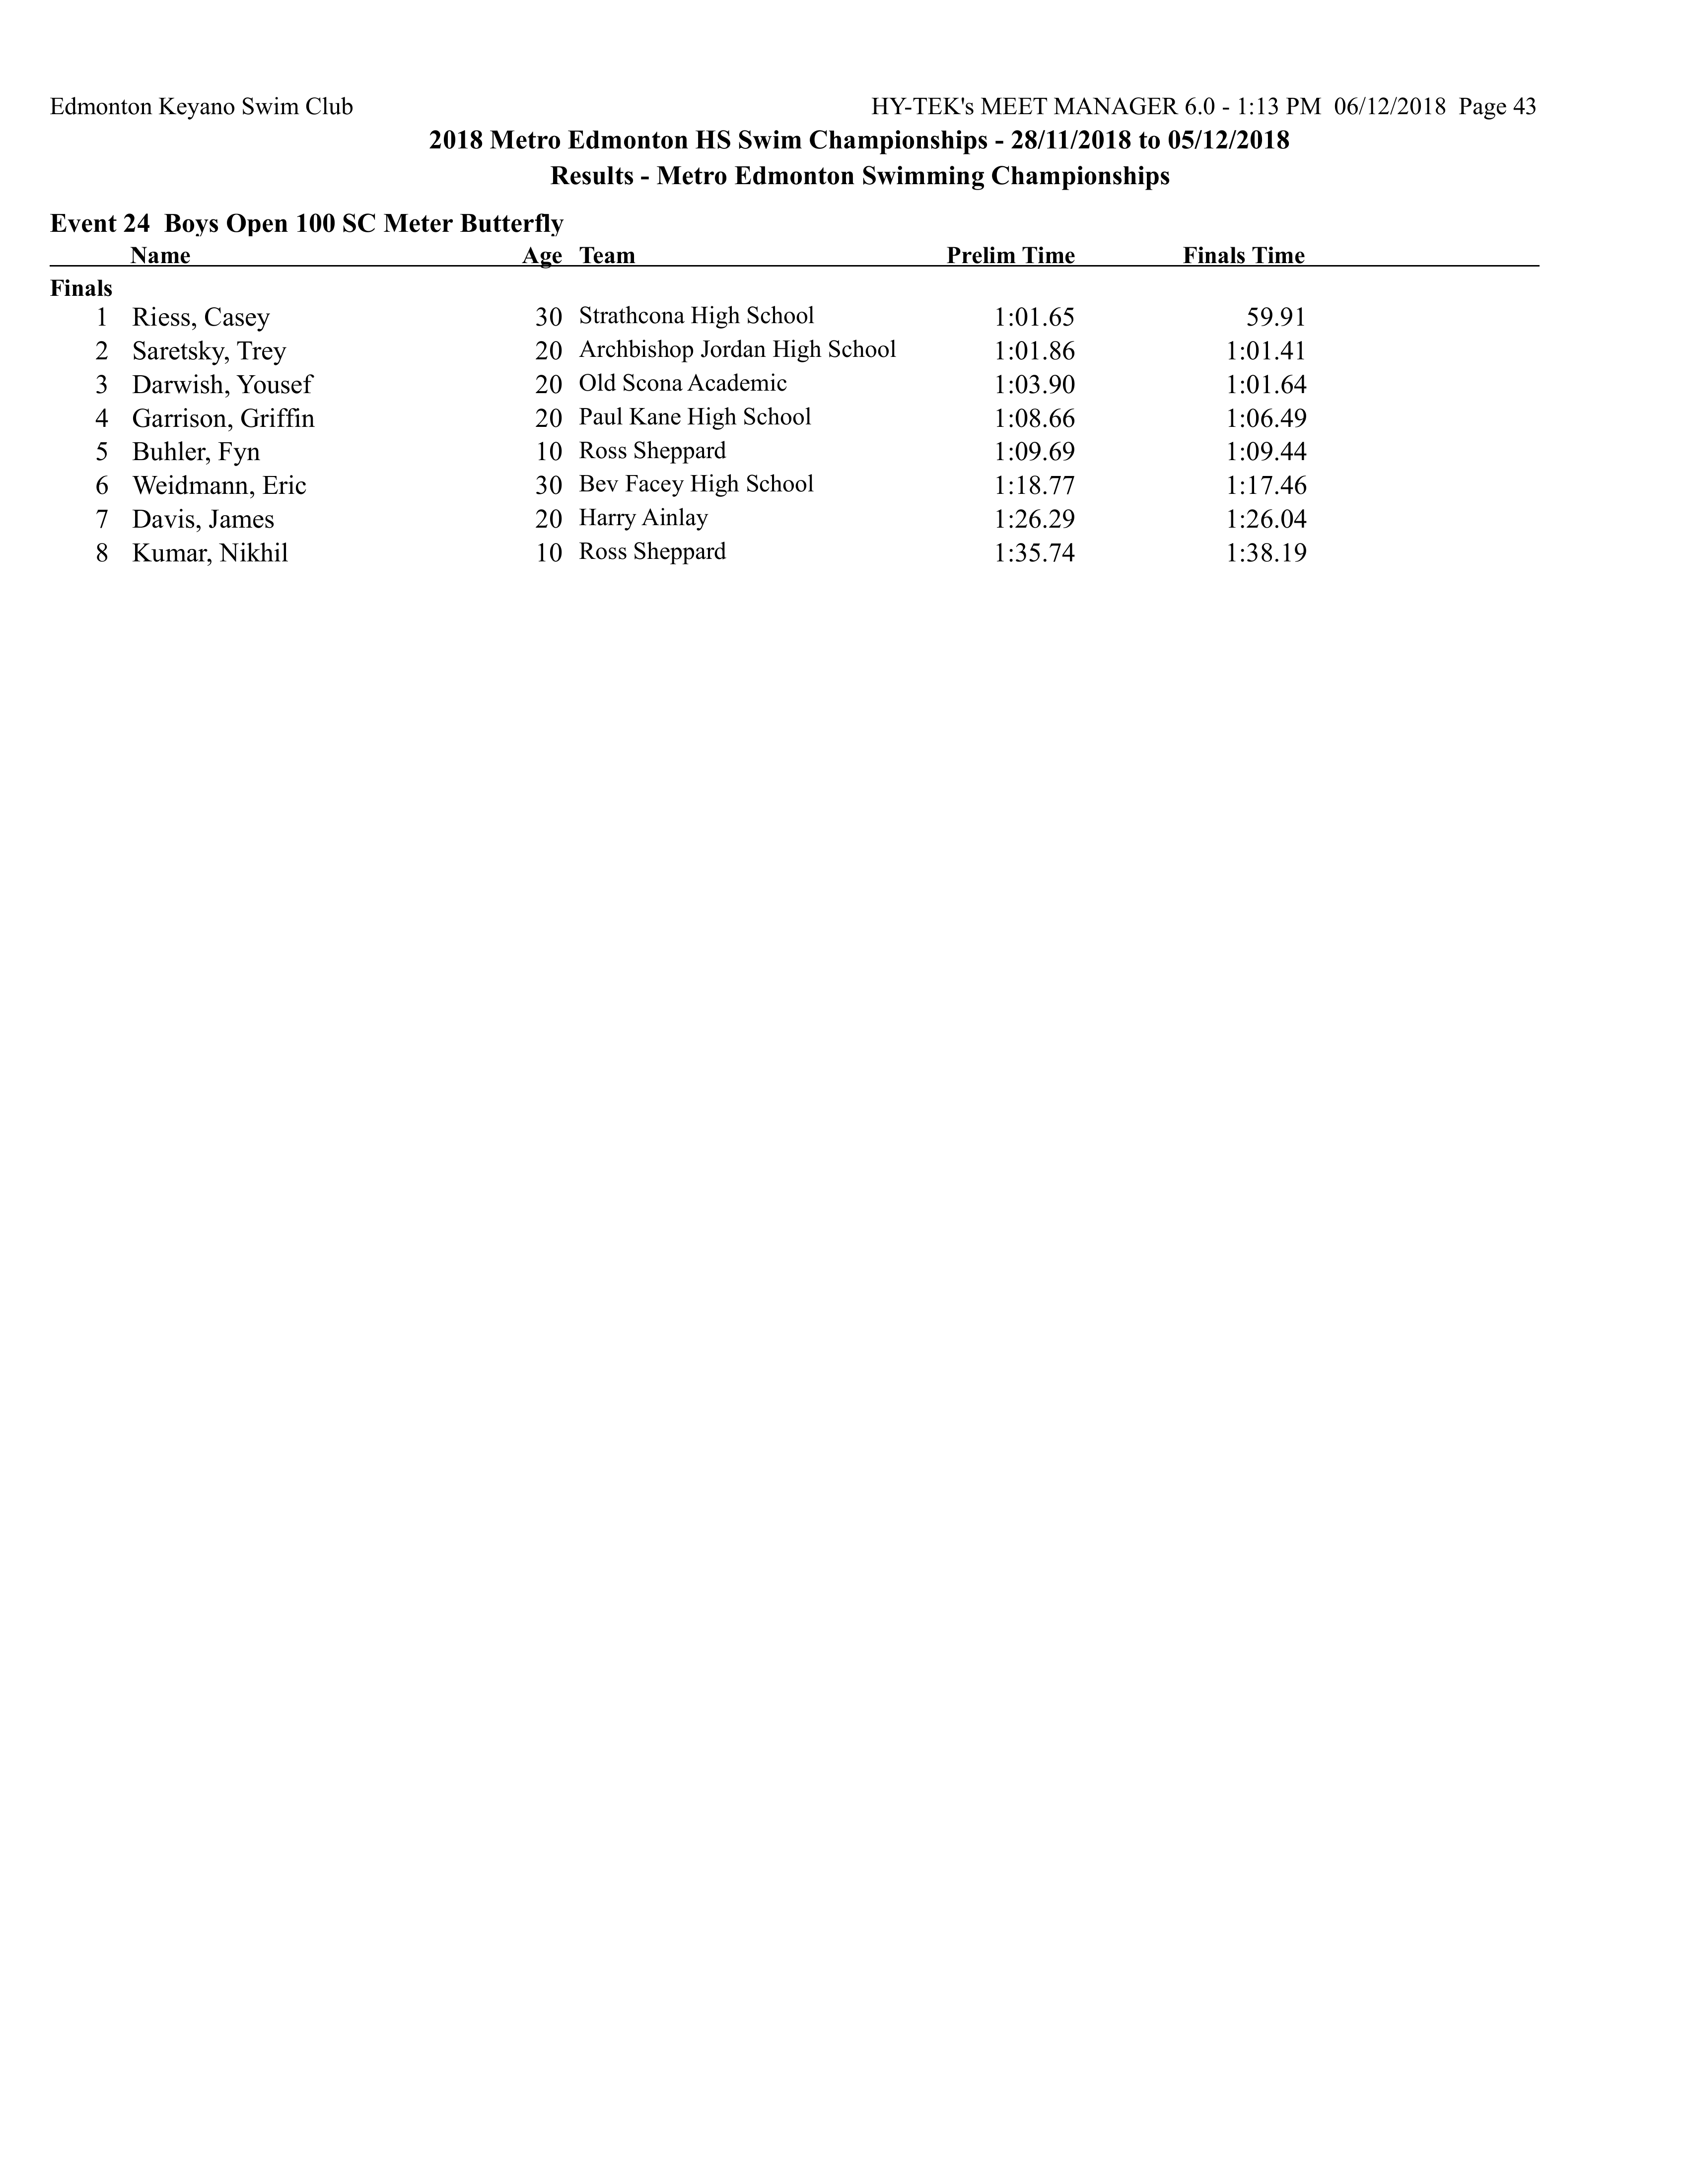 Edmonton Keyano Swim Club HY-TEK's MEET MANAGER 6.0 - 1:13 PM 06/12/2018 Page 43
2018 Metro Edmonton HS Swim Championships - 28/11/2018 to 05/12/2018
Results - Metro Edmonton Swimming Championships
Event 24 Boys Open 100 SC Meter Butterfly
Name Age Team Prelim Time Finals Time
Finals
1 Riess, Casey 30 Strathcona High School 1:01.65 59.91
2 Saretsky, Trey 20 Archbishop Jordan High School 1:01.86 1:01.41
3 Darwish, Yousef 20 Old Scona Academic 1:03.90 1:01.64
4 Garrison, Griffin 20 Paul Kane High School 1:08.66 1:06.49
5 Buhler, Fyn 10 Ross Sheppard 1:09.69 1:09.44
6 Weidmann, Eric 30 Bev Facey High School 1:18.77 1:17.46
7 Davis, James 20 Harry Ainlay 1:26.29 1:26.04
8 Kumar, Nikhil 10 Ross Sheppard 1:35.74 1:38.19